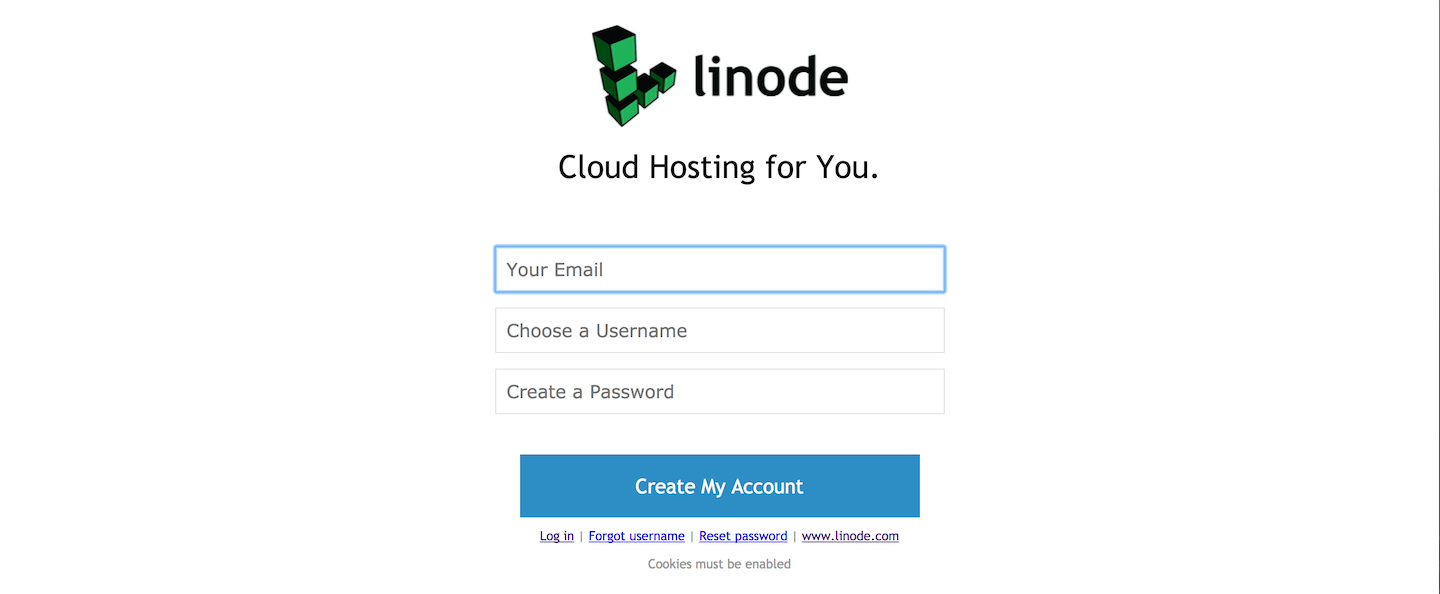 linode
Cloud Hosting for You.
Your Email
Choose a Username
Create a Password
Create My Account
Log in | Forgot username | Reset password | www.linode.com
Cookies must be enabled